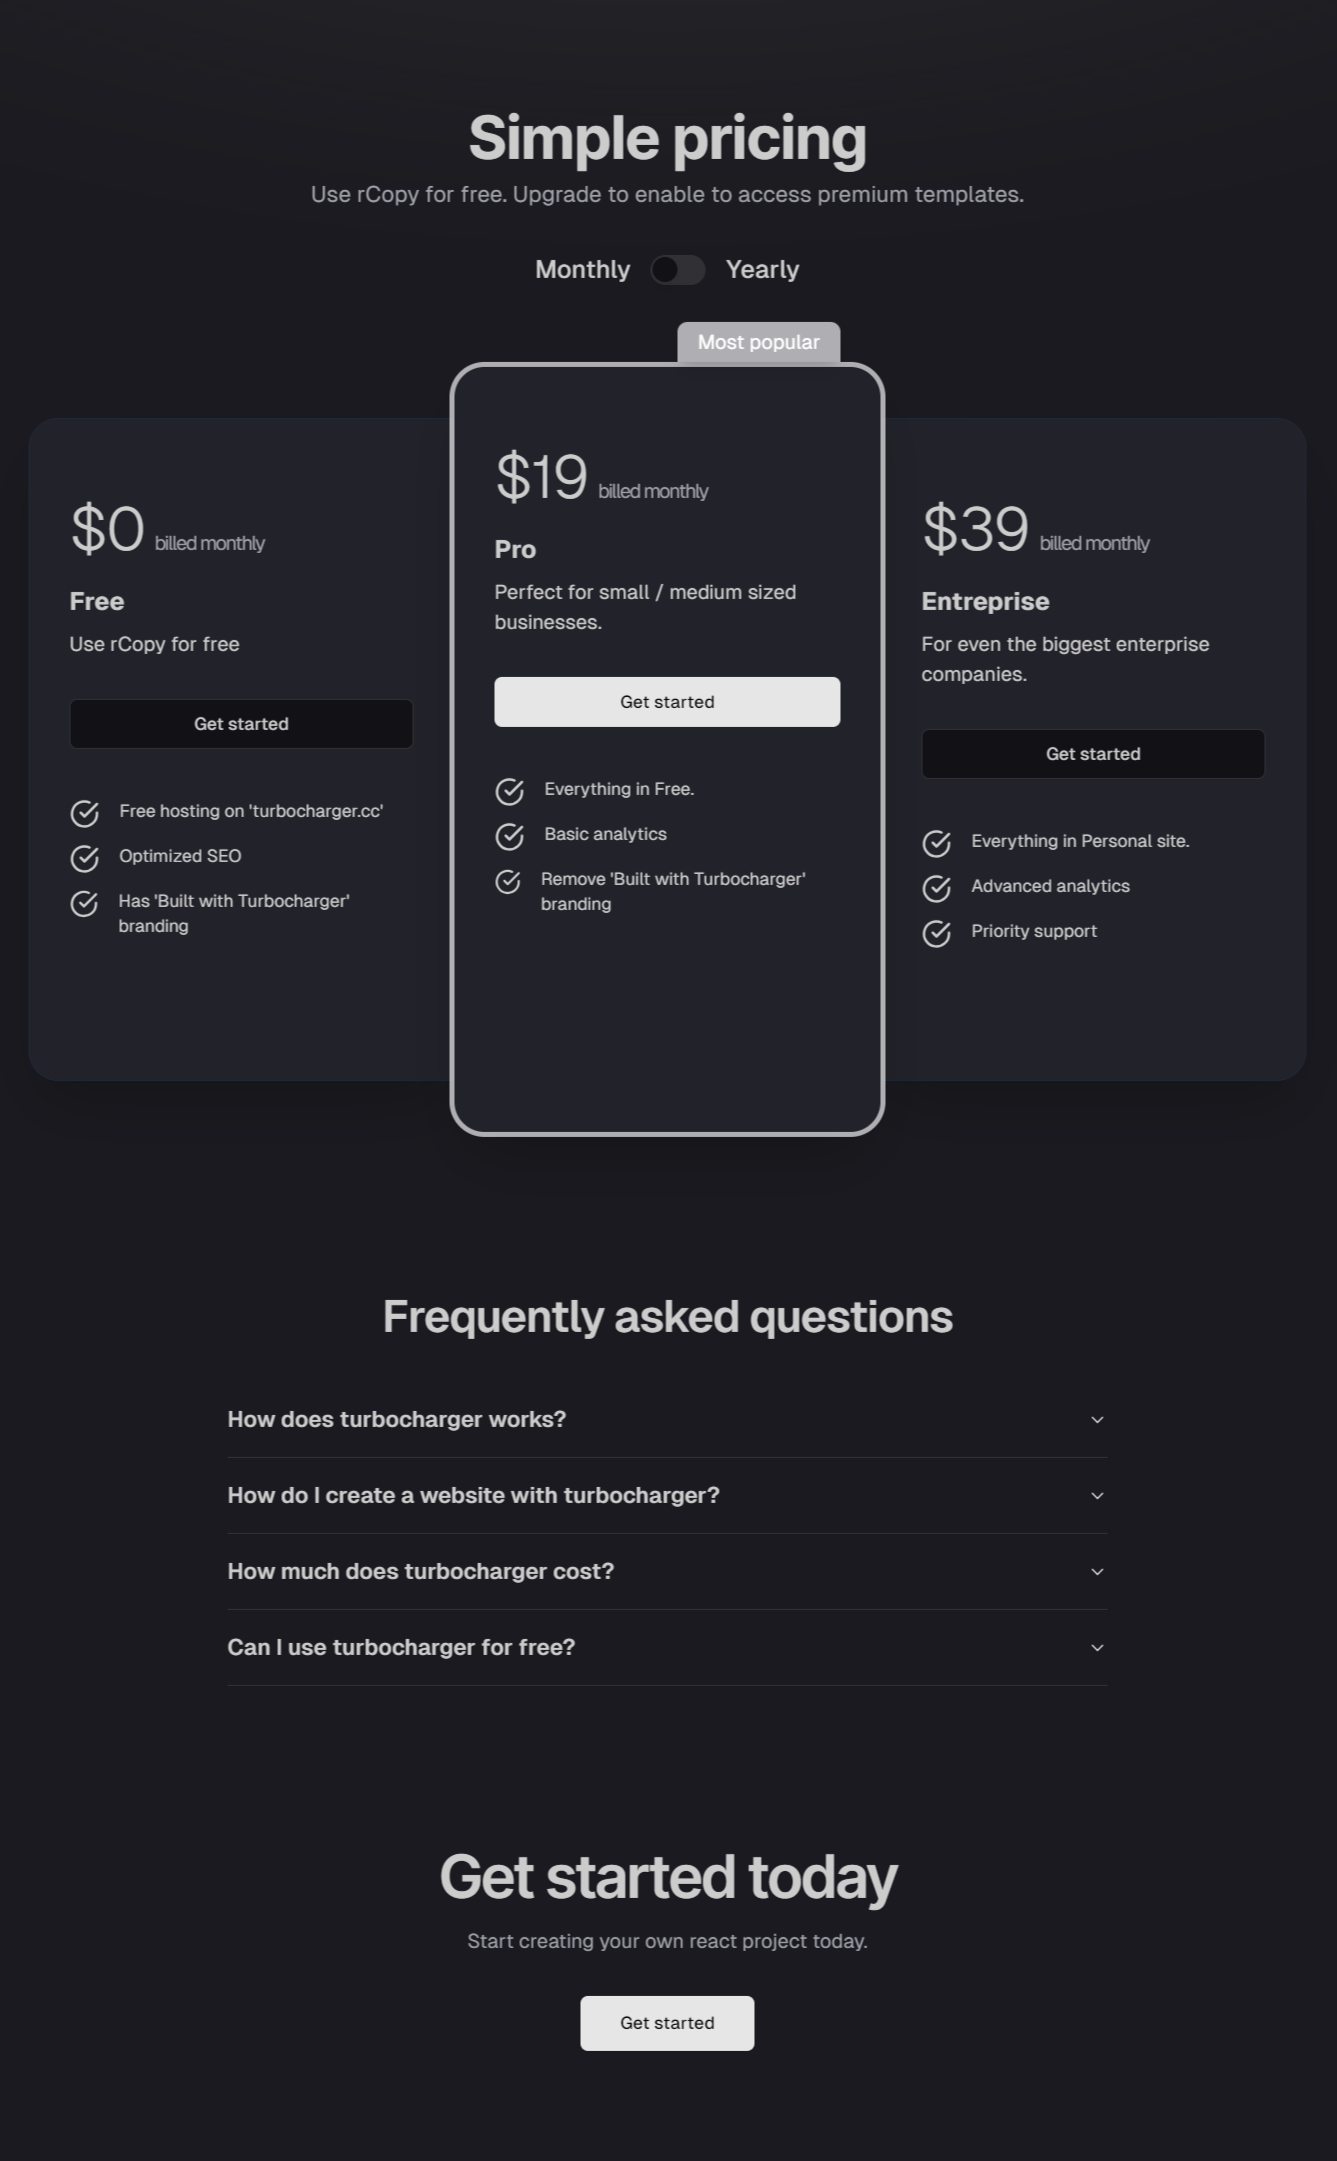 Simple pricing
Use rCopy for free. Upgrade to enable to access premium templates.
Monthly Yearly
Most popular
$0 billed monthly
Free
Use rCopy for free
Get started
Free hosting on 'turbocharger.cc'
Optimized SEO
Has 'Built with Turbocharger'
branding
$19 billed monthly
Pro
Perfect for small / medium sized
businesses.
Get started
Everything in Free.
Basic analytics
Remove 'Built with Turbocharger'
branding
$39 billed monthly
Entreprise
For even the biggest enterprise
companies.
Get started
Everything in Personal site.
Advanced analytics
Priority support
Frequently asked questions
How does turbocharger works?
How do I create a website with turbocharger?
How much does turbocharger cost?
Can I use turbocharger for free?
Get started today
Start creating your own react project today.
Get started